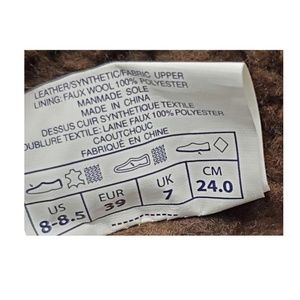 LEATHER/SYNTHETIC/FABRIC UPPER
LINING: FAUX WOOL 100% POLYESTER
MANMADE SOLE
MADE IN CHINA
DESSUS CUIR SYNTHETIQUE TEXTILE
DOUBLURE TEXTILE: LAINE FAUX 100% POLYESTER
CAOUTCHOUC
FABRIQUÉ EN CHINE
US EUR UK CM
8-8.5 39 7 24.0